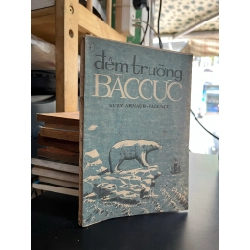 đêm trường
BẮC CỰC